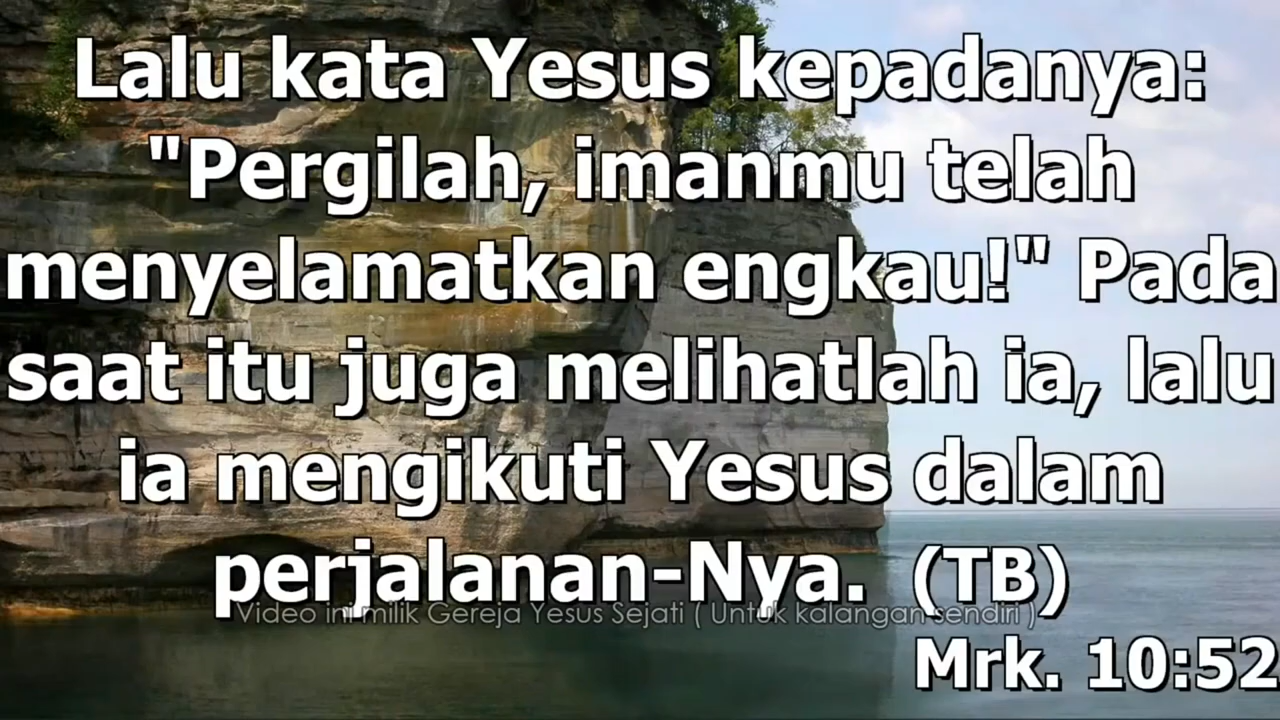 Lalu kata Yesus kepadanya:
"Pergilah, imanmu telah
menyelamatkan engkau!" Pada
saat itu juga melihatlah ia, lalu
ia mengikuti Yesus dalam
perjalanan-Nya. (TB)
Video ini milik Gereja Yesus Sejati ( Untuk kalangan sendiri )
Mrk. 10:52